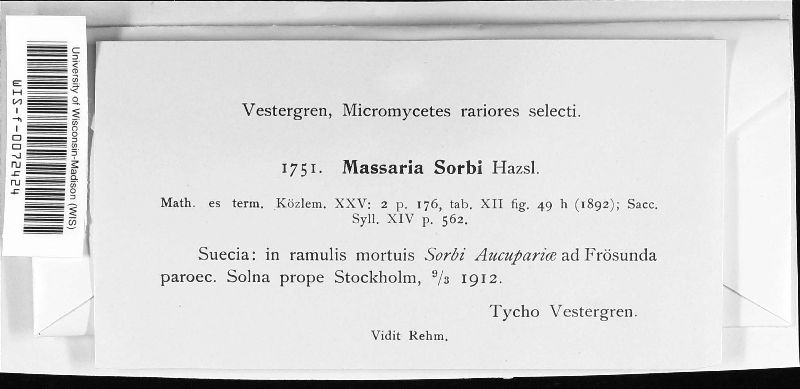 University of Wisconsin-Madison (WIS)
WIS-f-0072424
Vestergren, Micromycetes rariores selecti.
1751. Massaria Sorbi Hazsl.
Math. es term. Közlem. XXV: 2 p. 176, tab. XII fig. 49 h (1892); Sacc.
Syll. XIV p. 562.
Suecia: in ramulis mortuis Sorbi Aucupariæ ad Frösunda
paroec. Solna prope Stockholm, 9/3 1912.
Tycho Vestergren.
Vidit Rehm.